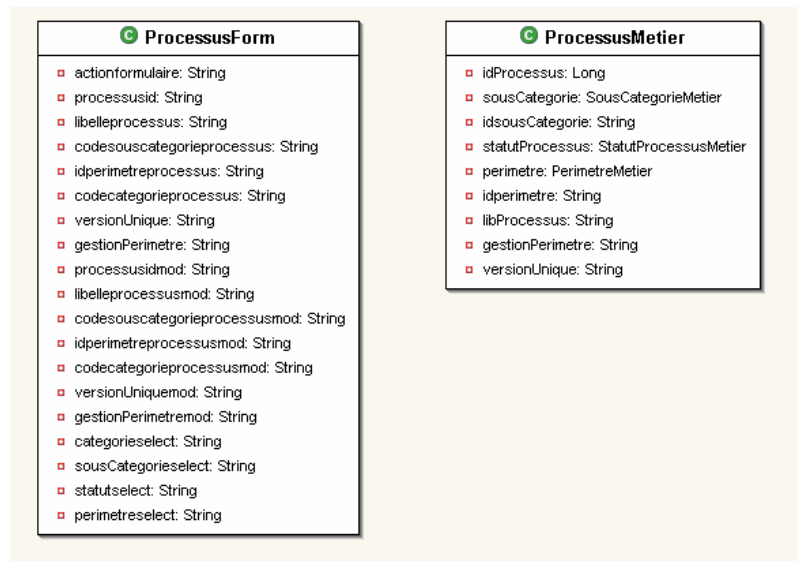 C ProcessusForm
actionformulaire: String
processusid: String
libelleprocessus: String
codesouscategorieprocessus: String
idperimetreprocessus: String
codecategorieprocessus: String
versionUnique: String
gestionPerimetre: String
processusidmod: String
libelleprocessusmod: String
codesouscategorieprocessusmod: String
idperimetreprocessusmod: String
codecategorieprocessusmod: String
versionUniquemod: String
gestionPerimetremod: String
categorieselect: String
sousCategorieselect: String
statutselect: String
perimetreselect: String
C ProcessusMetier
idProcessus: Long
sousCategorie: SousCategorieMetier
idsousCategorie: String
statutProcessus: StatutProcessusMetier
perimetre: PerimetreMetier
idperimetre: String
libProcessus: String
gestionPerimetre: String
versionUnique: String